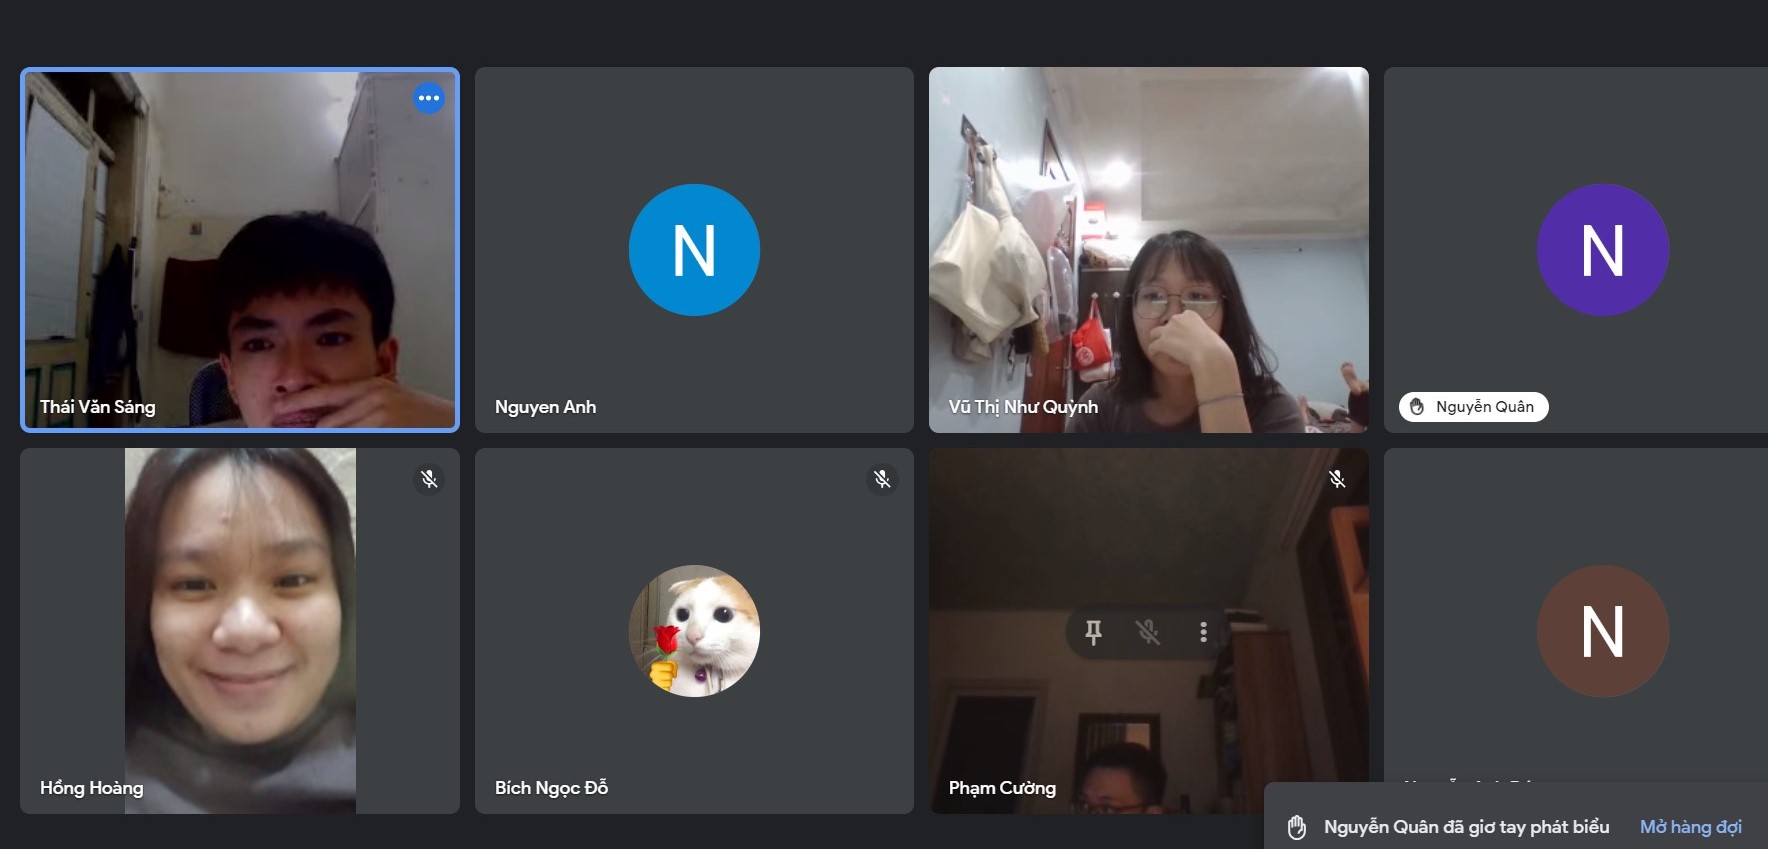 N
N
Thái Văn Sáng
Nguyen Anh
Vũ Thị Như Quỳnh
Nguyễn Quân
N
Hồng Hoàng
Bích Ngọc Đỗ
Phạm Cường
Nguyễn Quân đã giơ tay phát biểu
Mở hàng đợi